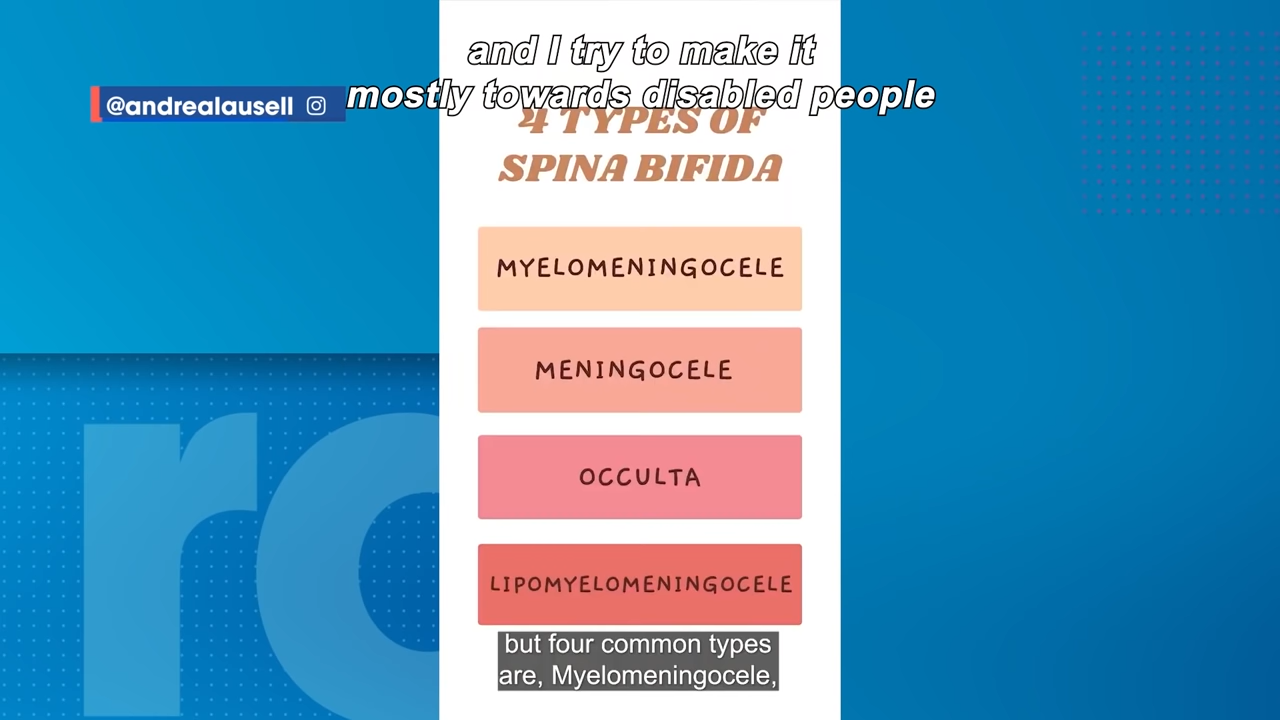 and I try to make it
mostly towards disabled people
@andrealausell
4 TYPES OF
SPINA BIFIDA
MYELOMENINGOCELE
MENINGOCELE
OCCULTA
LIPOMYELOMENINGOCELE
but four common types
are, Myelomeningocele,
ro